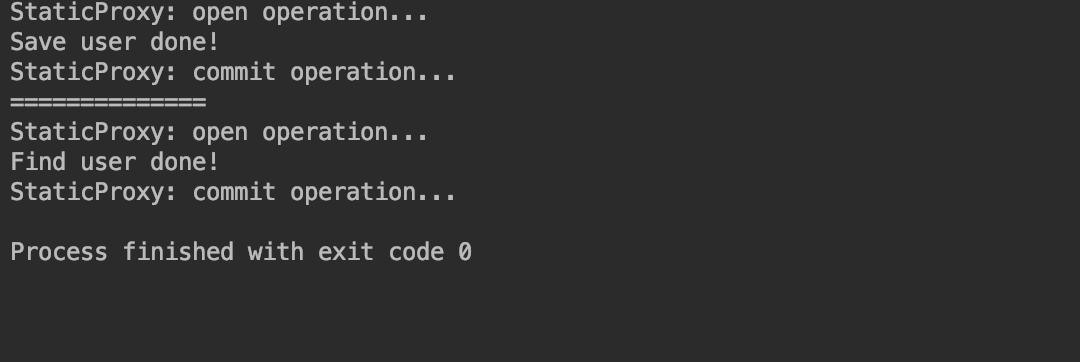 StaticProxy: open operation...
Save user done!
StaticProxy: commit operation...
==============
StaticProxy: open operation...
Find user done!
StaticProxy: commit operation...
Process finished with exit code 0